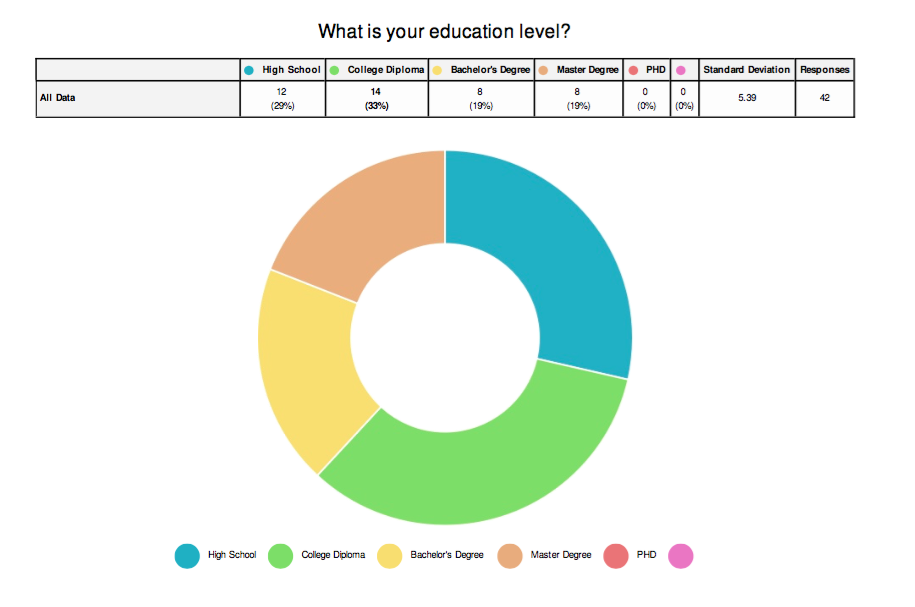 What is your education level?
High School College Diploma Bachelor's Degree Master Degree PHD Standard Deviation Responses
All Data 12 14 8 8 0 0 5.39 42
(29%) (33%) (19%) (19%) (0%) (0%)
High School College Diploma Bachelor's Degree Master Degree PHD